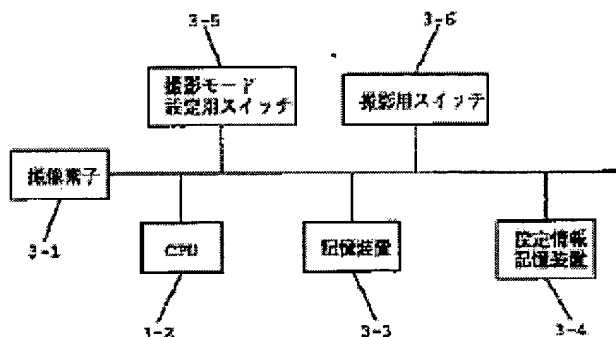 3-5
3-6
撮影モード
設定用スイッチ
撮影用スイッチ
撮像素子
CPU
記憶装置
設定情報
記憶装置
3-1
3-2
3-3
3-4